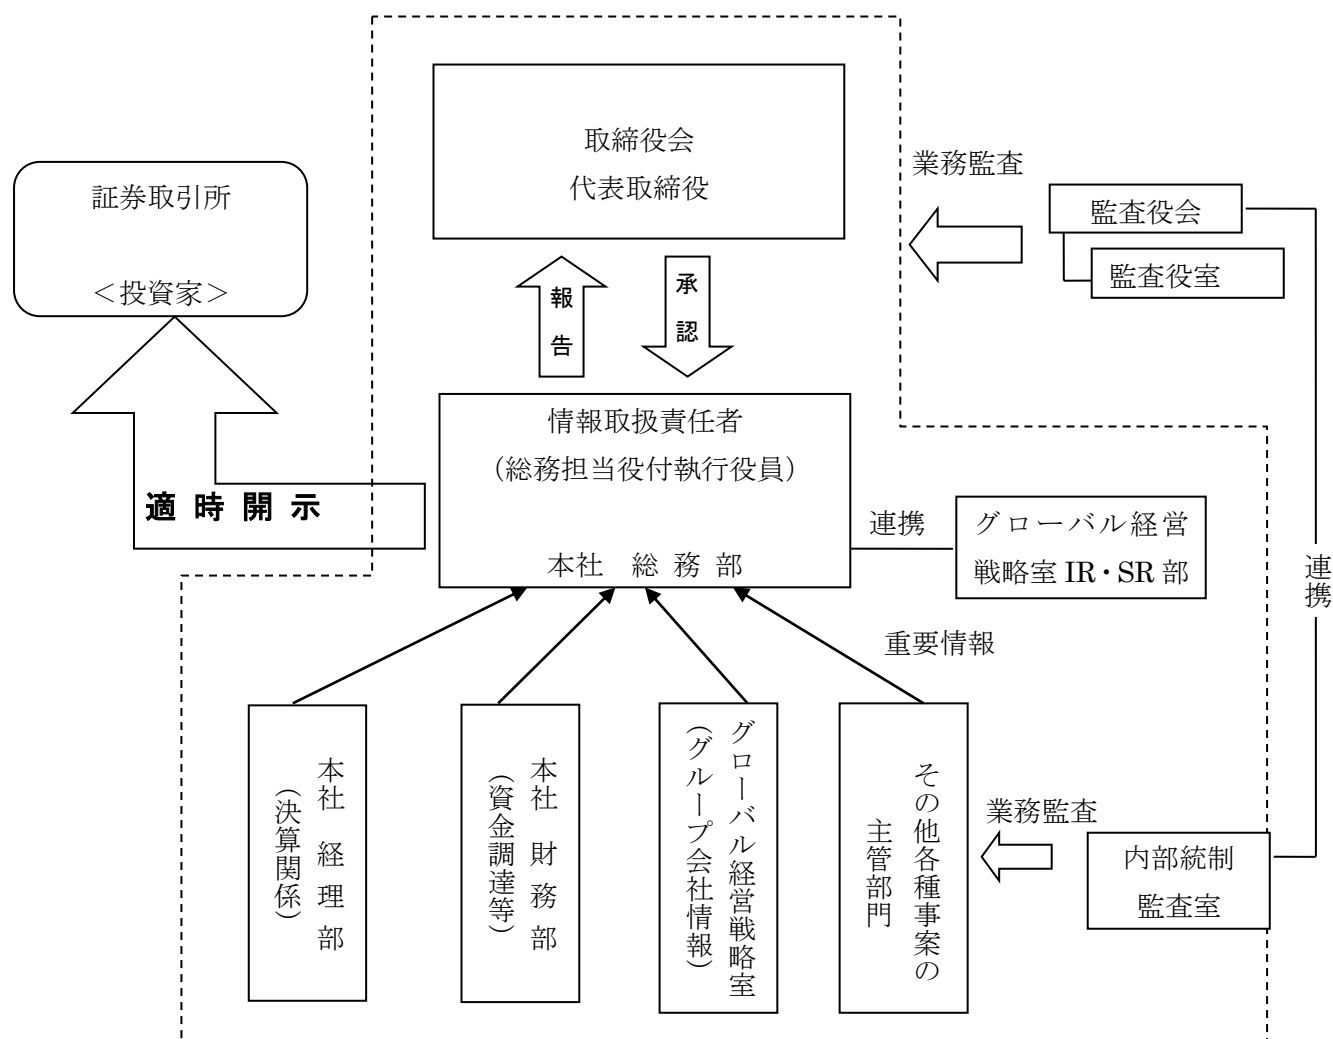 取締役会
代表取締役
証券取引所
＜投資家＞
業務監査
監査役会
監査役室
報告
承認
情報取扱責任者
（総務担当役付執行役員）
本社　総 務 部
適 時 開 示
連携
グローバル経営
戦略室 IR・SR 部
連携
重要情報
本社 経 理 部
（決算関係）
本社 財 務 部
（資金調達等）
グローバル経営戦略室
（グループ会社情報）
その他各種事案の
主管部門
業務監査
内部統制
監査室